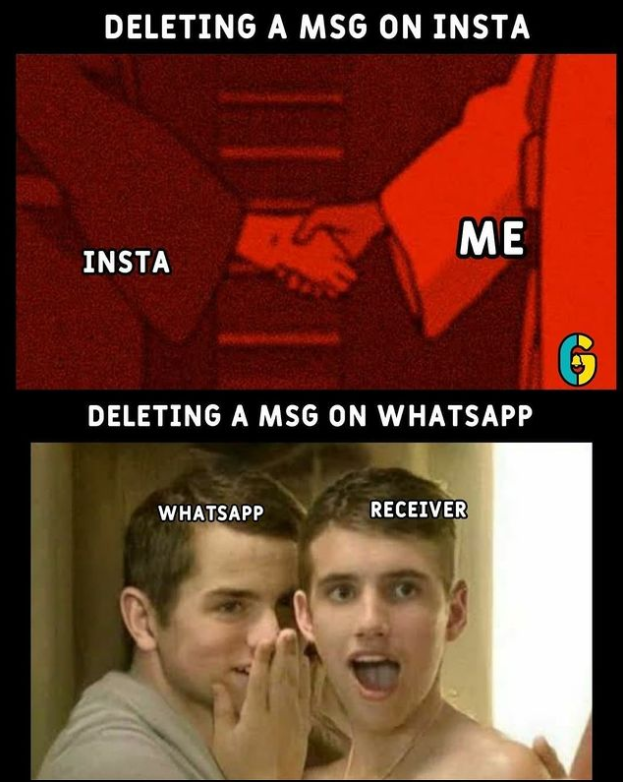 DELETING A MSG ON INSTA
INSTA
ME
G
DELETING A MSG ON WHATSAPP
WHATSAPP
RECEIVER